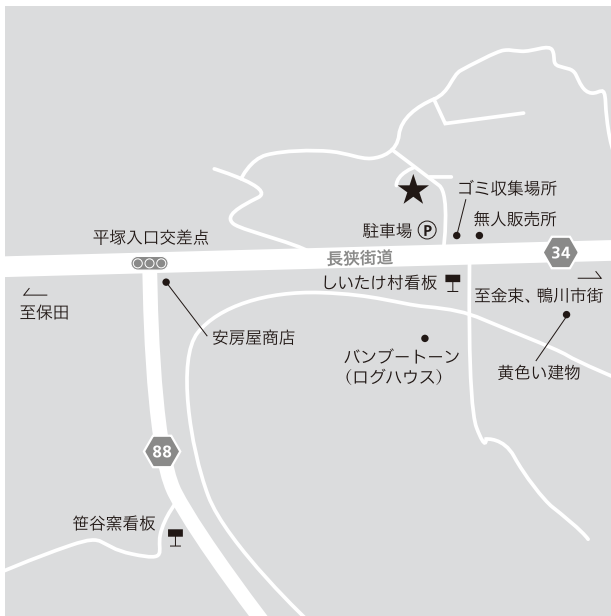 ゴミ収集場所
無人販売所
駐車場 P
平塚入口交差点
長狭街道
34
しいたけ村看板
至金束、鴨川市街
至保田
安房屋商店
バンブートーン
（ログハウス）
黄色い建物
88
笹谷窯看板